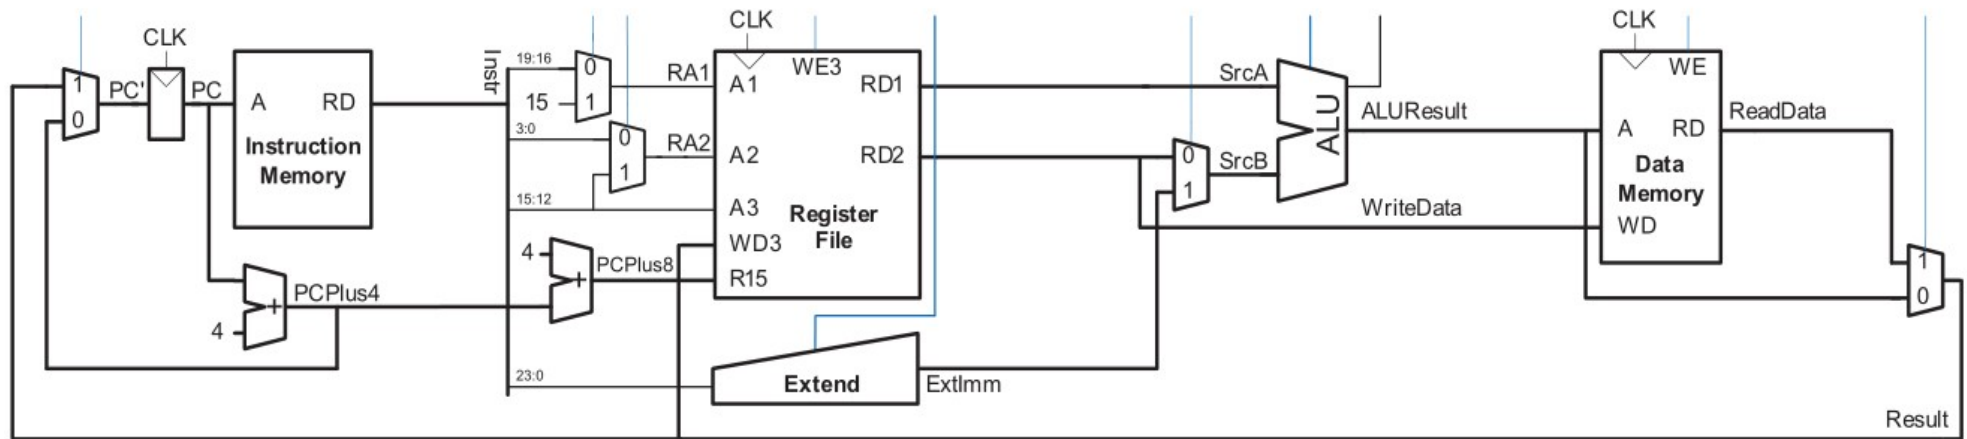 CLK
1
0
PC'
PC
A
RD
Instruction
Memory
4
+
PCPlus4
Instr
19:16
15
0
1
RA1
3:0
0
1
RA2
15:12
4
+
PCPlus8
23:0
CLK
WE3
A1
RD1
A2
RD2
A3
Register
File
WD3
R15
Extend
ExtImm
0
1
SrcA
SrcB
ALU
ALUResult
WriteData
CLK
WE
A
RD
Data
Memory
WD
ReadData
1
0
Result